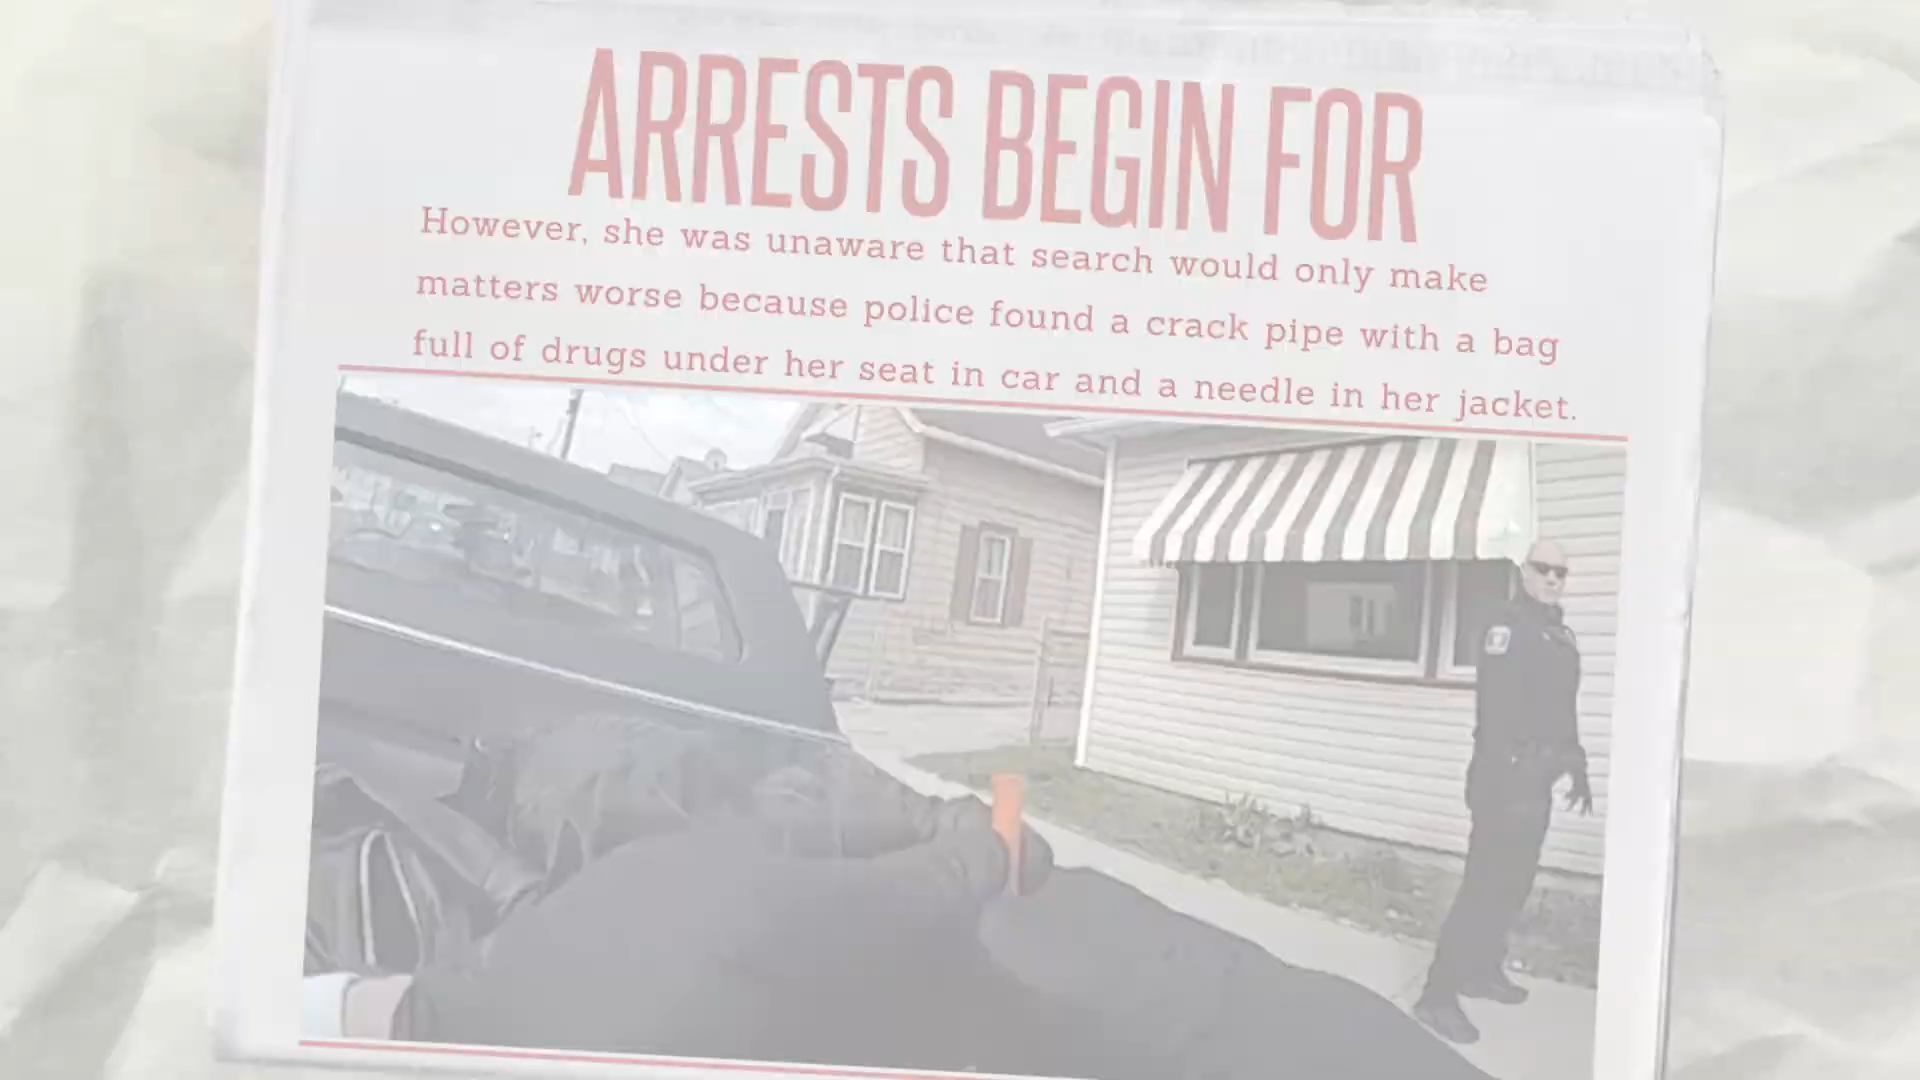 ARRESTS BEGIN FOR
However, she was unaware that search would only make
matters worse because police found a crack pipe with a bag
full of drugs under her seat in car and a needle in her jacket.